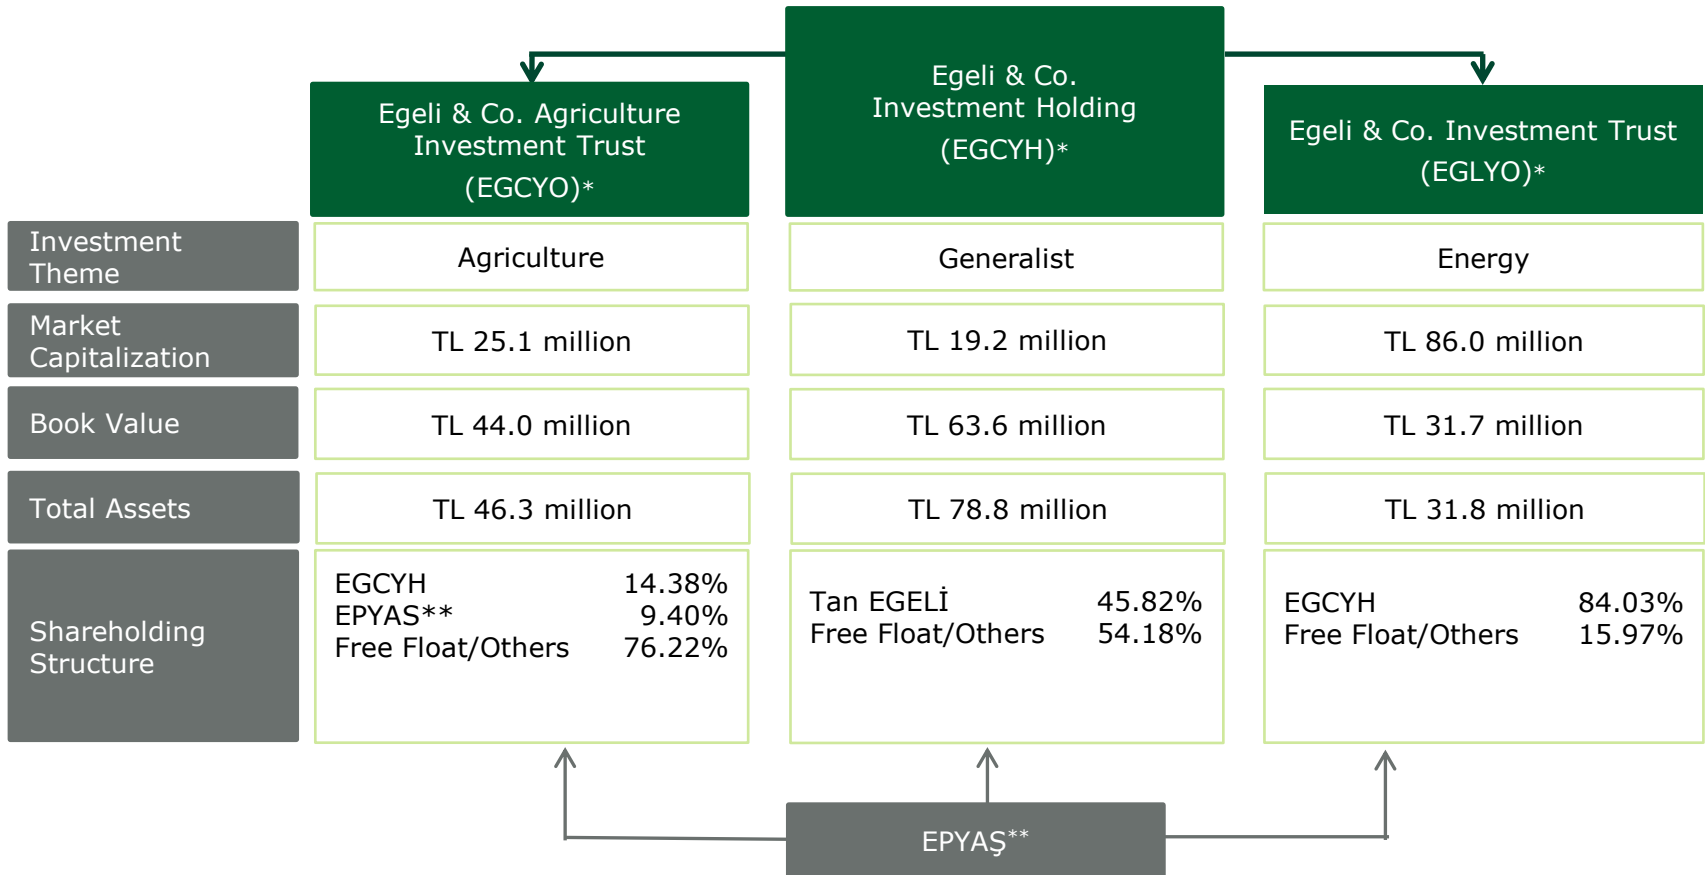 Egeli & Co. Agriculture
Investment Trust
(EGCYO)*
Egeli & Co.
Investment Holding
(EGCYH)*
Egeli & Co. Investment Trust
(EGLYO)*
Investment
Theme
Agriculture
Generalist
Energy
Market
Capitalization
TL 25.1 million
TL 19.2 million
TL 86.0 million
Book Value
TL 44.0 million
TL 63.6 million
TL 31.7 million
Total Assets
TL 46.3 million
TL 78.8 million
TL 31.8 million
Shareholding
Structure
EGCYH 14.38%
EPYAS** 9.40%
Free Float/Others 76.22%
Tan EGELİ 45.82%
Free Float/Others 54.18%
EGCYH 84.03%
Free Float/Others 15.97%
EPYAŞ**